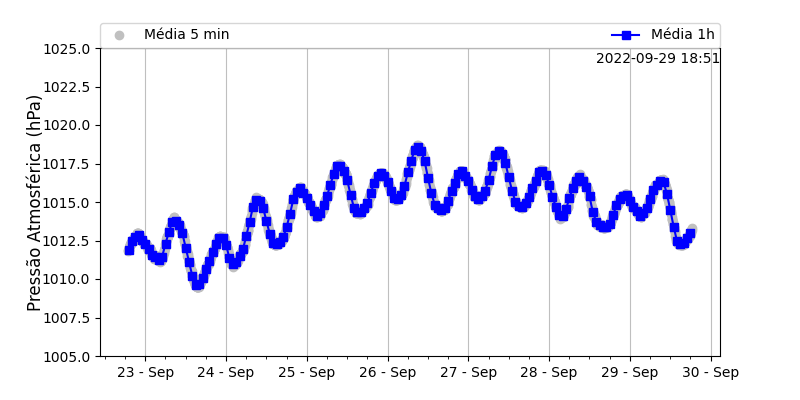 Média 5 min
Média 1h
2022-09-29 18:51
Pressão Atmosférica (hPa)
1025.0
1022.5
1020.0
1017.5
1015.0
1012.5
1010.0
1007.5
1005.0
23 - Sep
24 - Sep
25 - Sep
26 - Sep
27 - Sep
28 - Sep
29 - Sep
30 - Sep